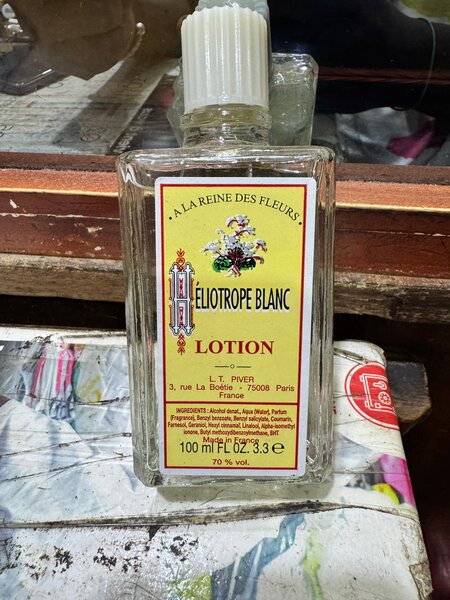 • A LA REINE DES FLEURS •
HÉLIOTROPE BLANC
LOTION
L. T. PIVER
3, rue La Boëtie - 75008 Paris
France
INGREDIENTS : Alcohol denat., Aqua (Water), Parfum
(Fragrance), Benzyl benzoate, Benzyl salicylate, Coumarin,
Farnesol, Geraniol, Hexyl cinnamal, Linalool, Alpha-isomethyl
ionone, Butyl methoxydibenzoylmethane, BHT
Made in France
100 ml FL OZ. 3.3 e
70 % vol.